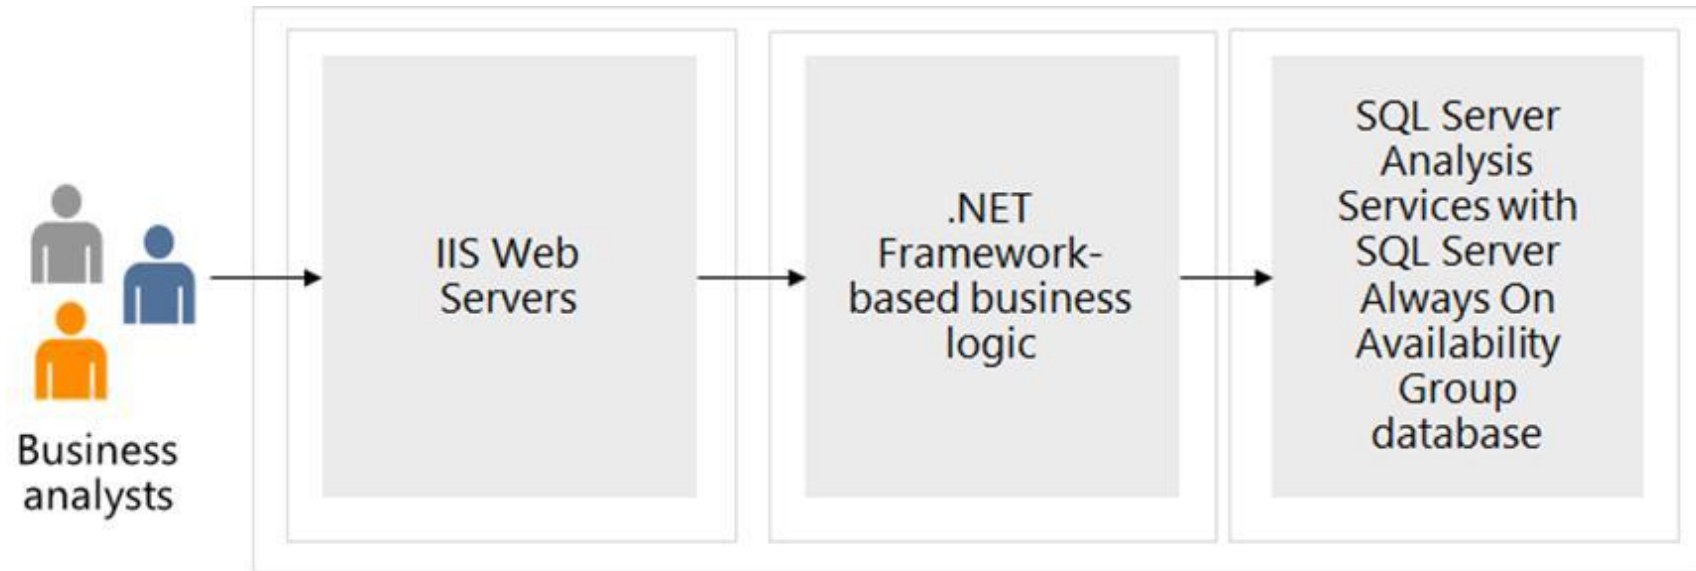 Business
analysts
IIS Web
Servers
.NET
Framework-
based business
logic
SQL Server
Analysis
Services with
SQL Server
Always On
Availability
Group
database